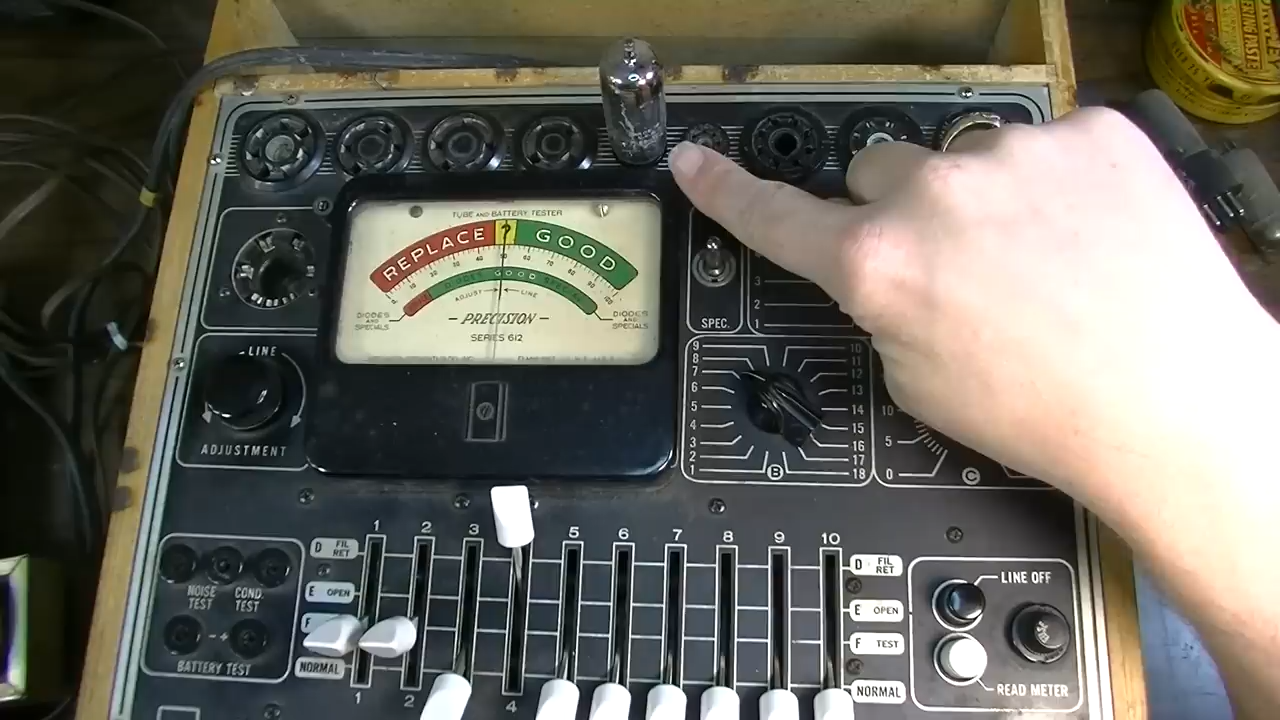 TUBE AND BATTERY TESTER
REPLACE ? GOOD
0 10 20 30 40 50 60 70 80 90 100
GOOD
ADJUST LINE
DIODES AND SPECIALS
DIODES AND SPECIALS
- PRECISION -
SERIES 612
SPEC.
3
2
1
LINE
ADJUSTMENT
9 10
8 11
7 12
6 13
5 14
4 15
3 16
2 17
1 18
B
10
5
0
C
1 2 3 5 6 7 8 9 10
D FIL RET
E OPEN
F
NORMAL
1 2 4
D FIL RET
E OPEN
F TEST
NORMAL
NOISE TEST
COND. TEST
- +
BATTERY TEST
LINE OFF
READ METER